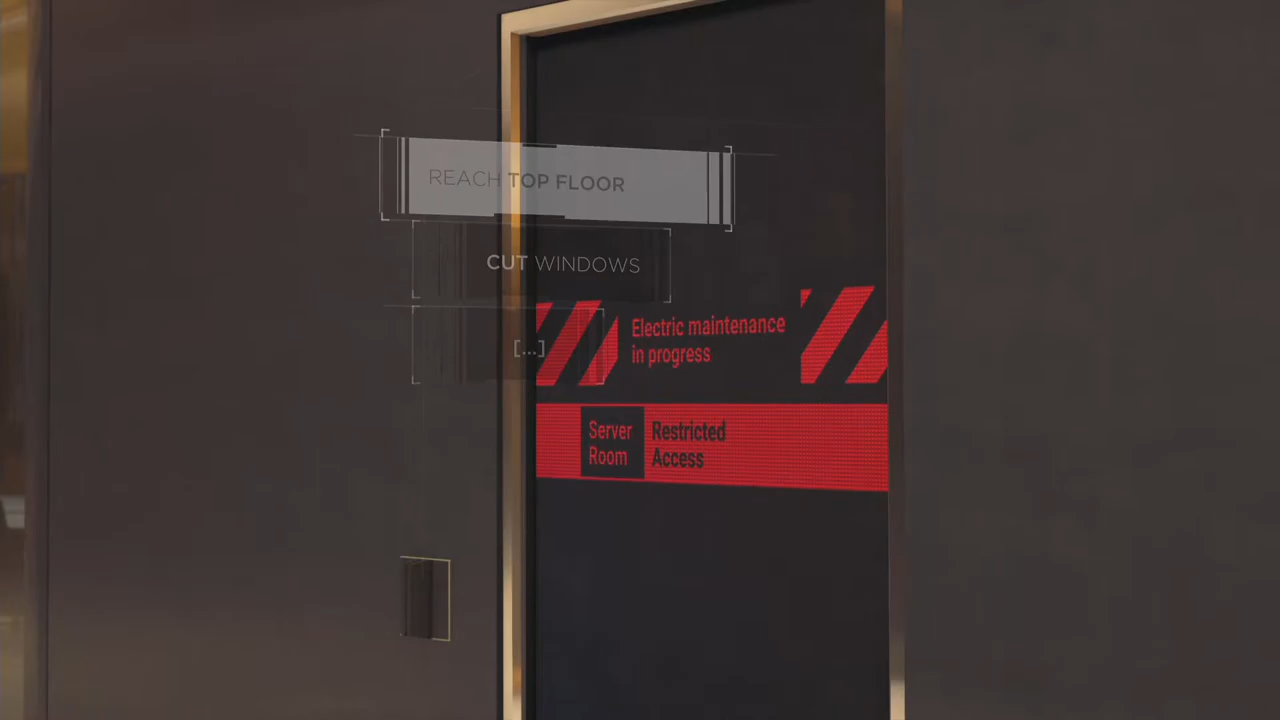 REACH TOP FLOOR
CUT WINDOWS
[...]
Electric maintenance
in progress
Server
Room
Restricted
Access